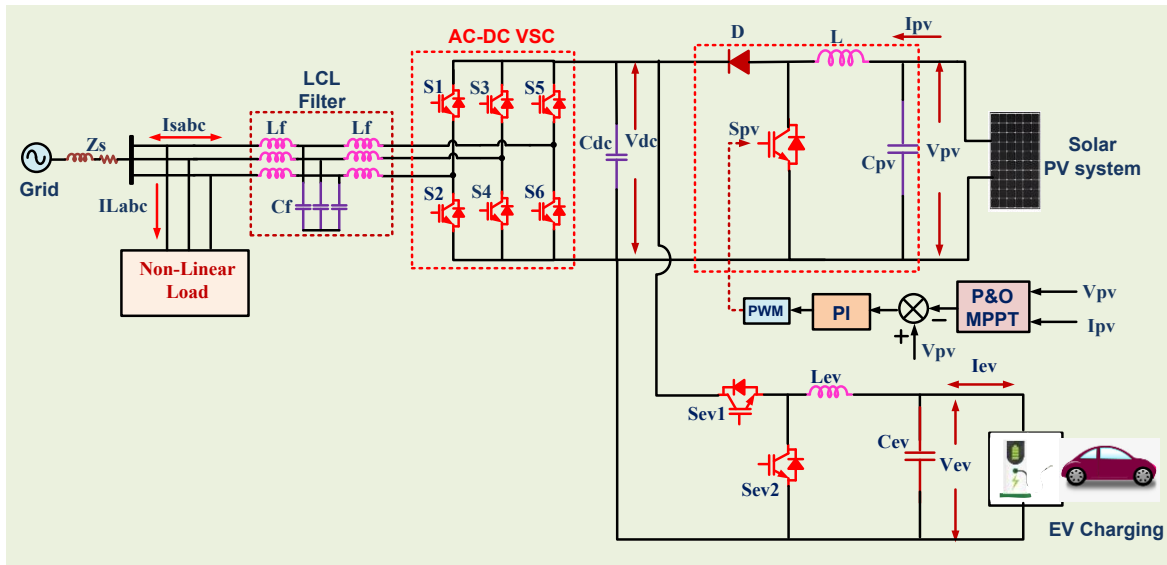 AC-DC VSC
D
L
Ipv
LCL
Filter
S1
S3
S5
Isabc
Lf
Lf
Zs
Cdc
Vdc
Spv
Cpv
Vpv
Solar
PV system
Grid
ILabc
Cf
S2
S4
S6
Non-Linear
Load
PWM
PI
P&O
MPPT
Vpv
Ipv
+
−
Vpv
Iev
Lev
Sev1
Cev
Vev
Sev2
EV Charging